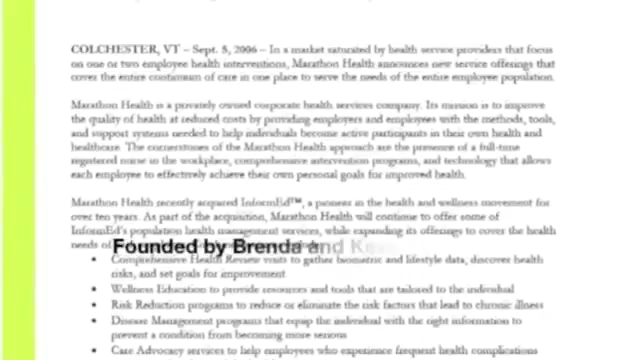 COLCHESTER, VT – Sept. 5, 2006 – In a market saturated by health service providers that focus
on one or two employee health interventions, Marathon Health announces new service offerings that
cover the entire continuum of care in one place to serve the needs of the entire employee population.
Marathon Health is a privately owned corporate health services company. Its mission is to improve
the quality of health at reduced costs by providing employers and employees with the methods, tools,
and support systems needed to help individuals become active participants in their own health and
healthcare. The cornerstones of the Marathon Health approach are the presence of a full-time
registered nurse in the workplace, comprehensive intervention programs, and technology that allows
each employee to effectively achieve their own personal goals for improved health.
Marathon Health recently acquired InformEd™, a pioneer in the health and wellness movement for
over ten years. As part of the acquisition, Marathon Health will continue to offer some of
InformEd's population health management services, while expanding its offerings to cover the health
needs of
Founded by Brenda and
• Comprehensive Health Review visits to gather biometric and lifestyle data, discover health
risks, and set goals for improvement
• Wellness Education to provide resources and tools that are tailored to the individual
• Risk Reduction programs to reduce or eliminate the risk factors that lead to chronic illness
• Disease Management programs that equip the individual with the right information to
prevent a condition from becoming more serious
• Care Advocacy services to help employees who experience frequent health complications